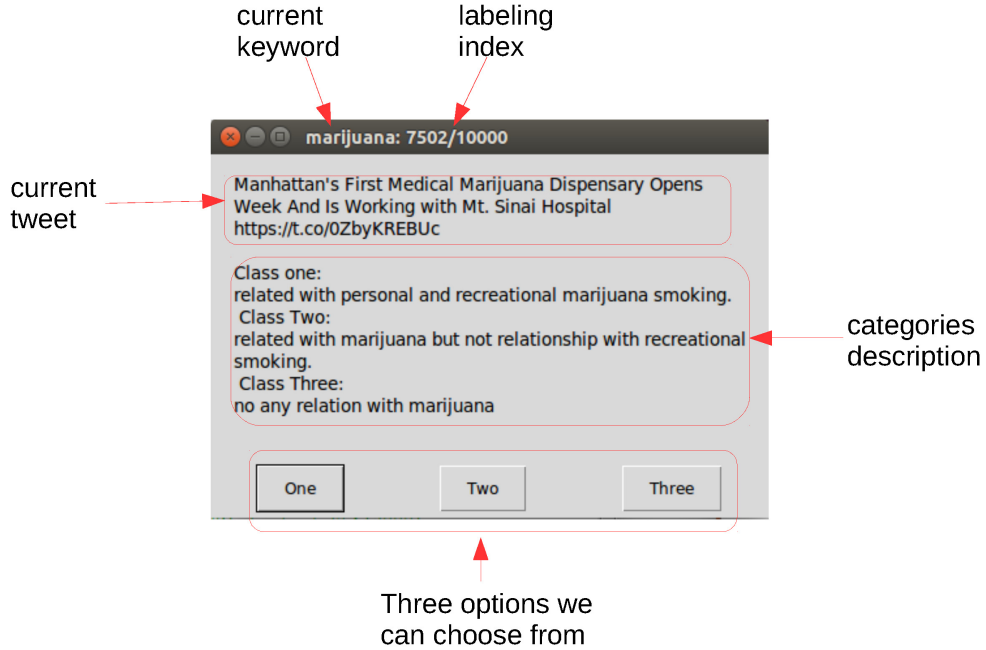 current
keyword
labeling
index
marijuana: 7502/10000
current
tweet
Manhattan's First Medical Marijuana Dispensary Opens
Week And Is Working with Mt. Sinai Hospital
https://t.co/0ZbyKREBUc
Class one:
related with personal and recreational marijuana smoking.
Class Two:
related with marijuana but not relationship with recreational
smoking.
Class Three:
no any relation with marijuana
categories
description
One
Two
Three
Three options we
can choose from